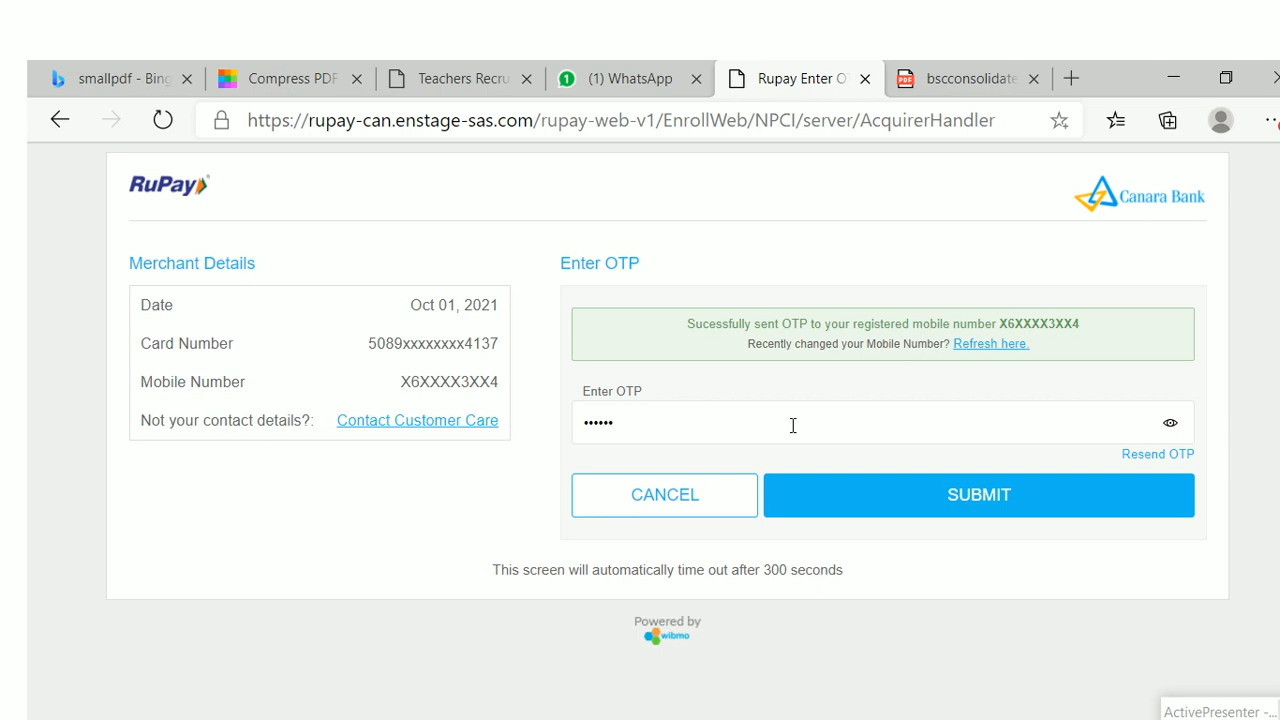 smallpdf - Bing
Compress PDF
Teachers Recru
(1) WhatsApp
Rupay Enter O
bscconsolidate
https://rupay-can.enstage-sas.com/rupay-web-v1/EnrollWeb/NPCI/server/AcquirerHandler
RuPay
Canara Bank
Merchant Details
Date Oct 01, 2021
Card Number 5089xxxxxxxx4137
Mobile Number X6XXXX3XX4
Not your contact details?: Contact Customer Care
Enter OTP
Sucessfully sent OTP to your registered mobile number X6XXXX3XX4
Recently changed your Mobile Number? Refresh here.
Enter OTP
••••••
Resend OTP
CANCEL
SUBMIT
This screen will automatically time out after 300 seconds
Powered by
wibmo
ActivePresenter -...